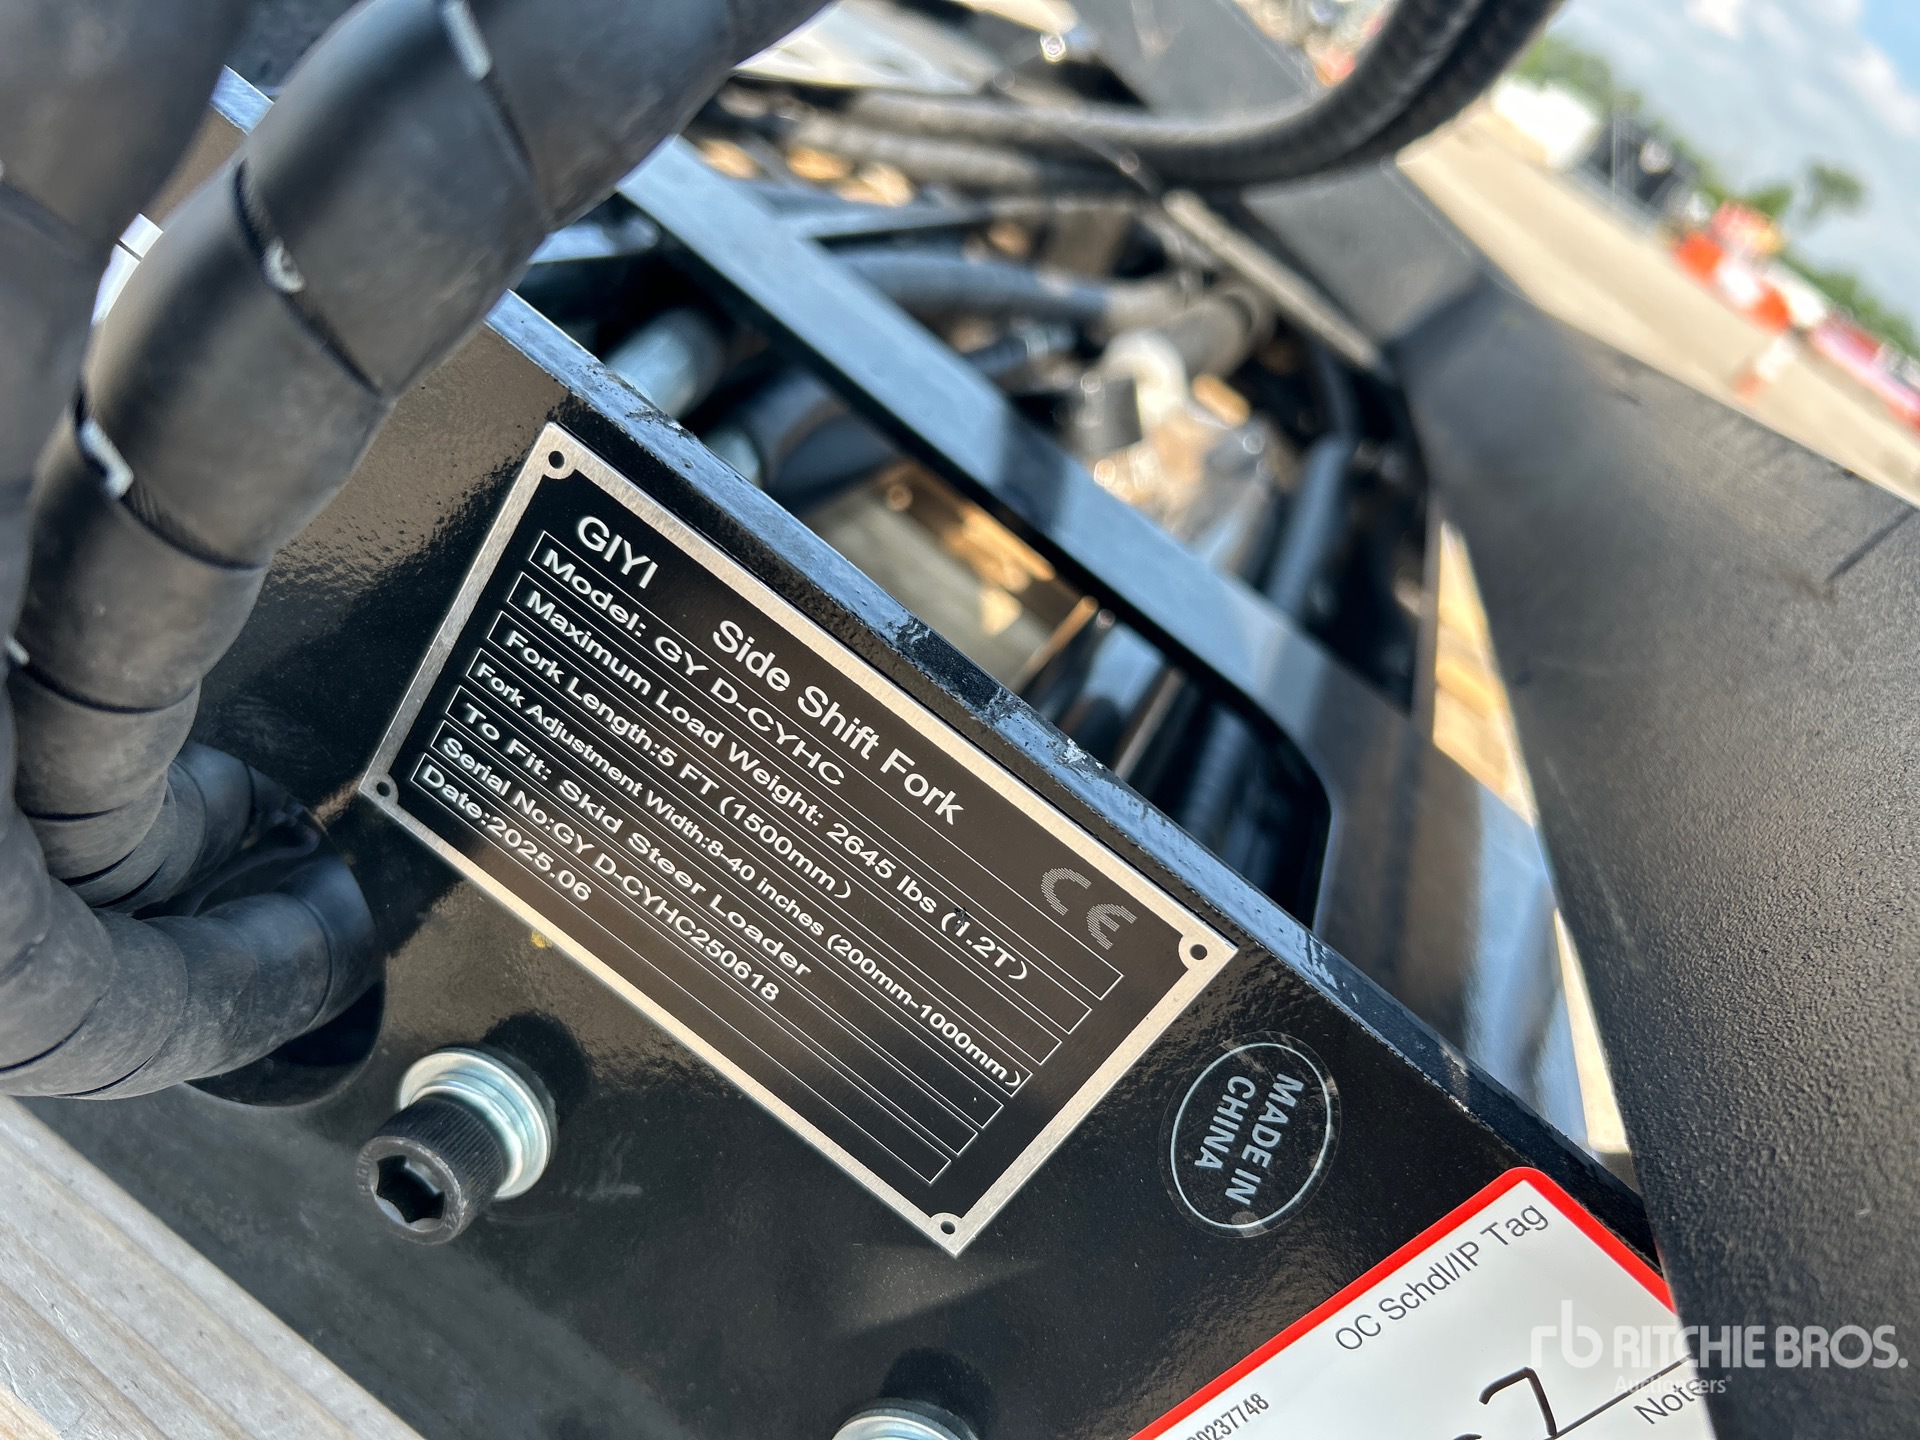 GIYI
Side Shift Fork
CE
Model: GY D-CYHC
Maximum Load Weight: 2645 lbs (1.2T)
Fork Length:5 FT (1500mm)
Fork Adjustment Width:8-40 inches (200mm-1000mm)
To Fit: Skid Steer Loader
Serial No:GY D-CYHC250618
Date:2025.06
MADE IN
CHINA
OC Schdl/IP Tag
Note
rb RITCHIE BROS.
Auctioneers